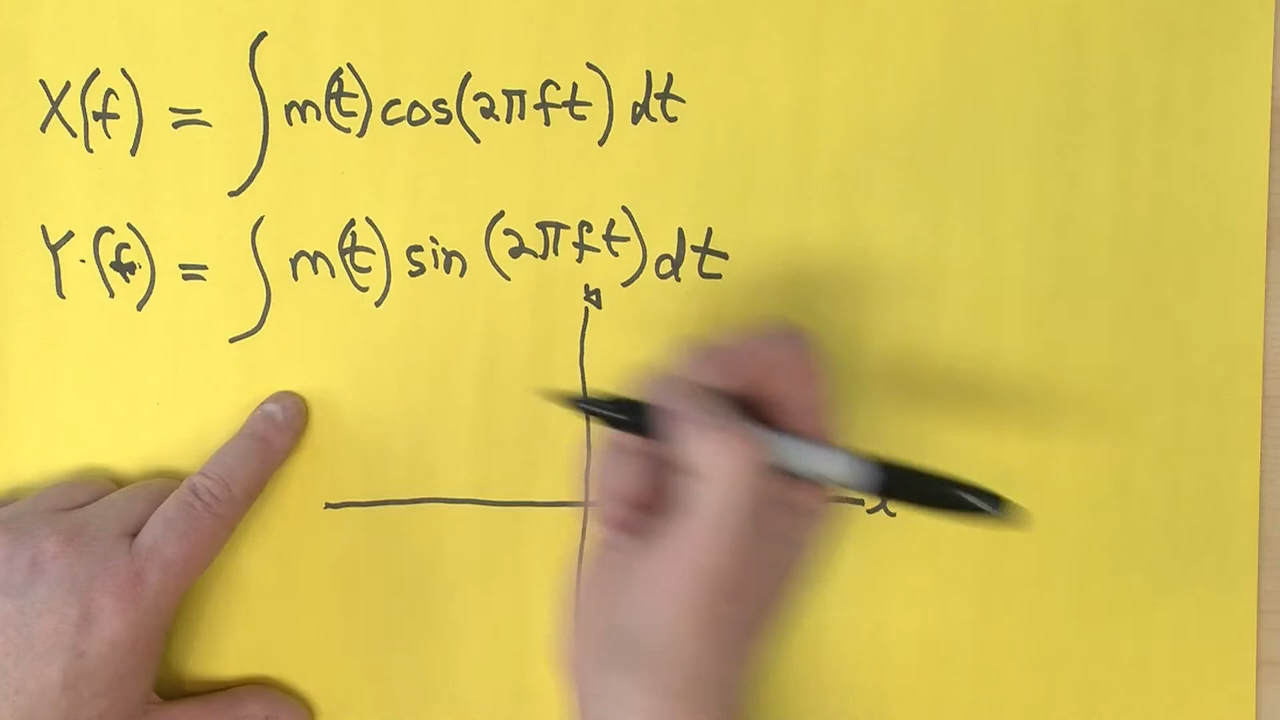 X(f) = ∫ m(t) cos(2πft) dt
Y(f) = ∫ m(t) sin (2πft) dt